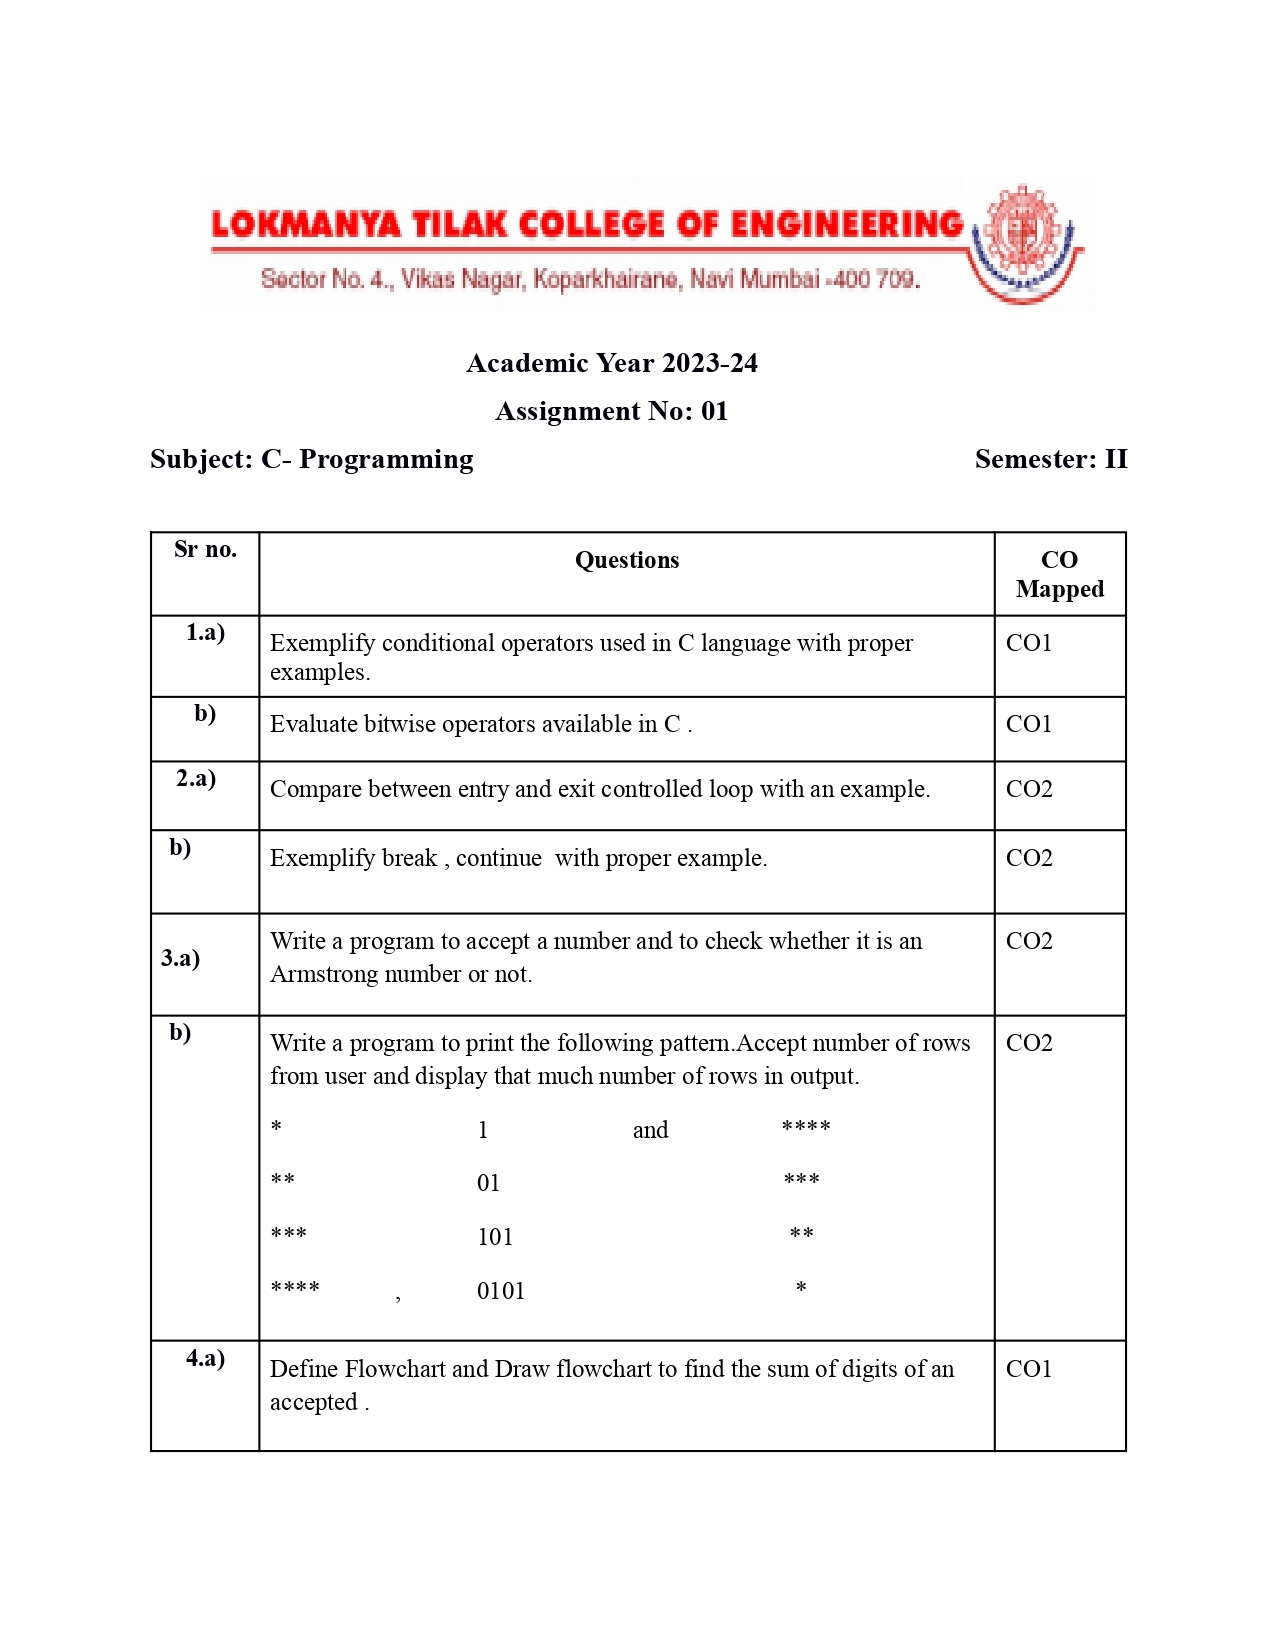 LOKMANYA TILAK COLLEGE OF ENGINEERING
Sector No. 4., Vikas Nagar, Koparkhairane, Navi Mumbai -400 709.
Academic Year 2023-24
Assignment No: 01
Subject: C- Programming Semester: II
Sr no. Questions CO
Mapped
1.a) Exemplify conditional operators used in C language with proper CO1
examples.
b) Evaluate bitwise operators available in C . CO1
2.a) Compare between entry and exit controlled loop with an example. CO2
b) Exemplify break , continue  with proper example. CO2
3.a) Write a program to accept a number and to check whether it is an CO2
Armstrong number or not.
b) Write a program to print the following pattern.Accept number of rows CO2
from user and display that much number of rows in output.
* 1 and ****
** 01 ***
*** 101 **
**** , 0101 *
4.a) Define Flowchart and Draw flowchart to find the sum of digits of an CO1
accepted .